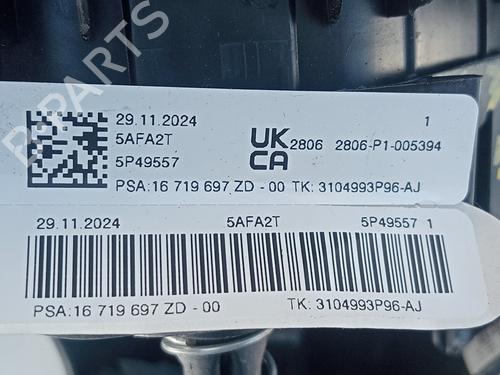 B-PARTS
29.11.2024 1
5AFA2T
5P49557
UK CA 2806 2806-P1-005394
PSA:16 719 697 ZD - 00 TK: 3104993P96-AJ
29.11.2024 5AFA2T 5P49557 1
PSA:16 719 697 ZD - 00 TK: 3104993P96-AJ